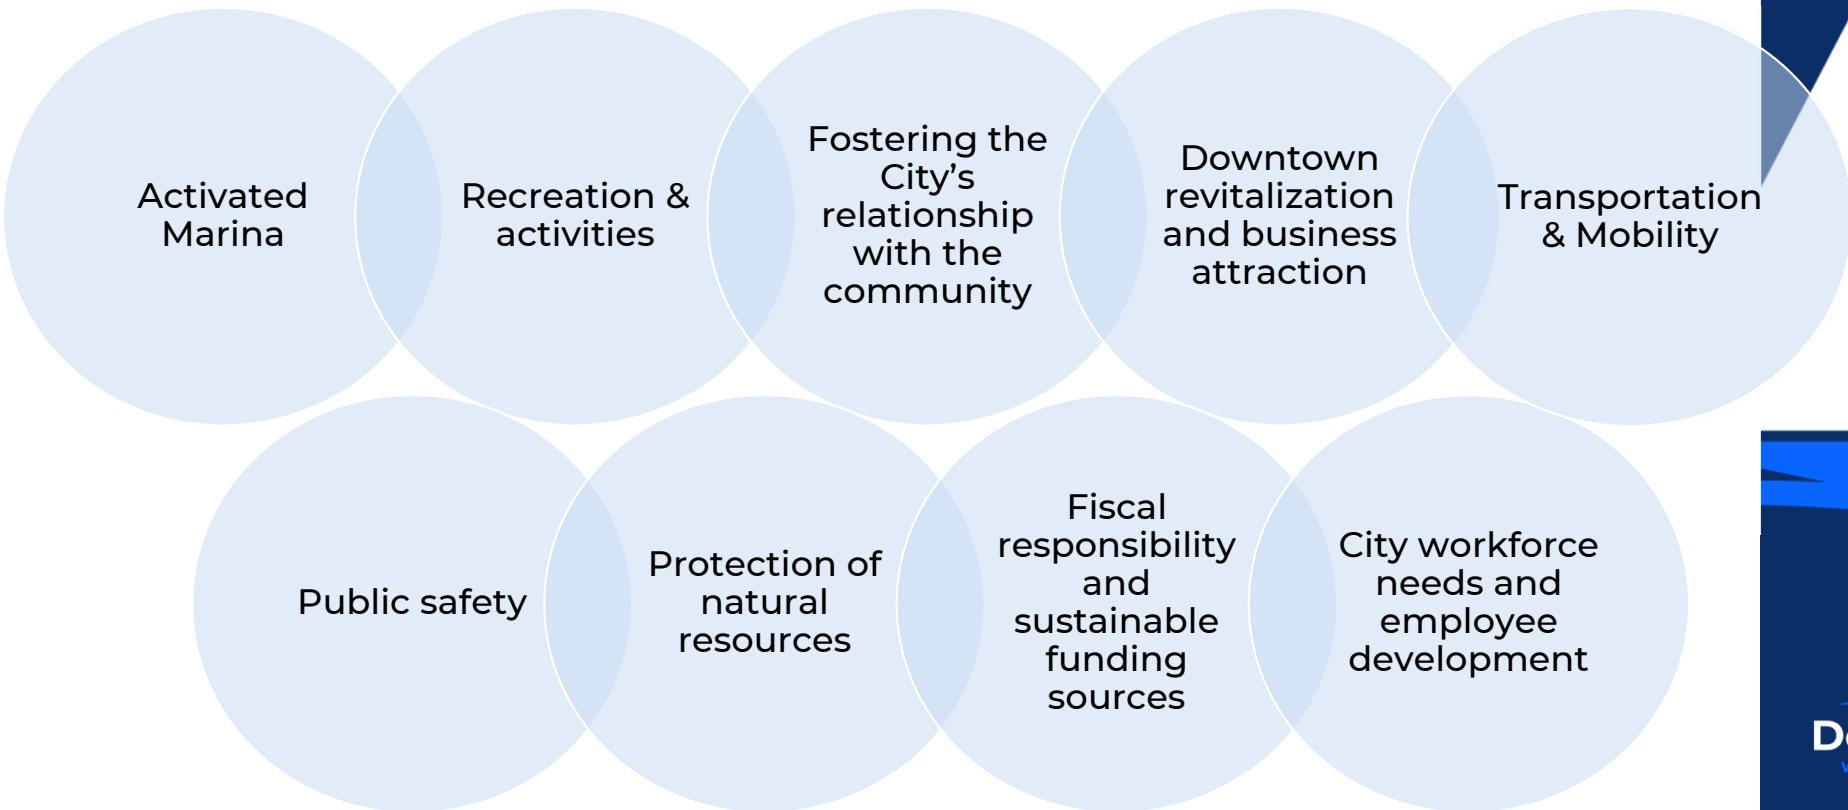 Activated
Marina
Recreation &
activities
Fostering the
City’s
relationship
with the
community
Downtown
revitalization
and business
attraction
Transportation
& Mobility
Public safety
Protection of
natural
resources
Fiscal
responsibility
and
sustainable
funding
sources
City workforce
needs and
employee
development